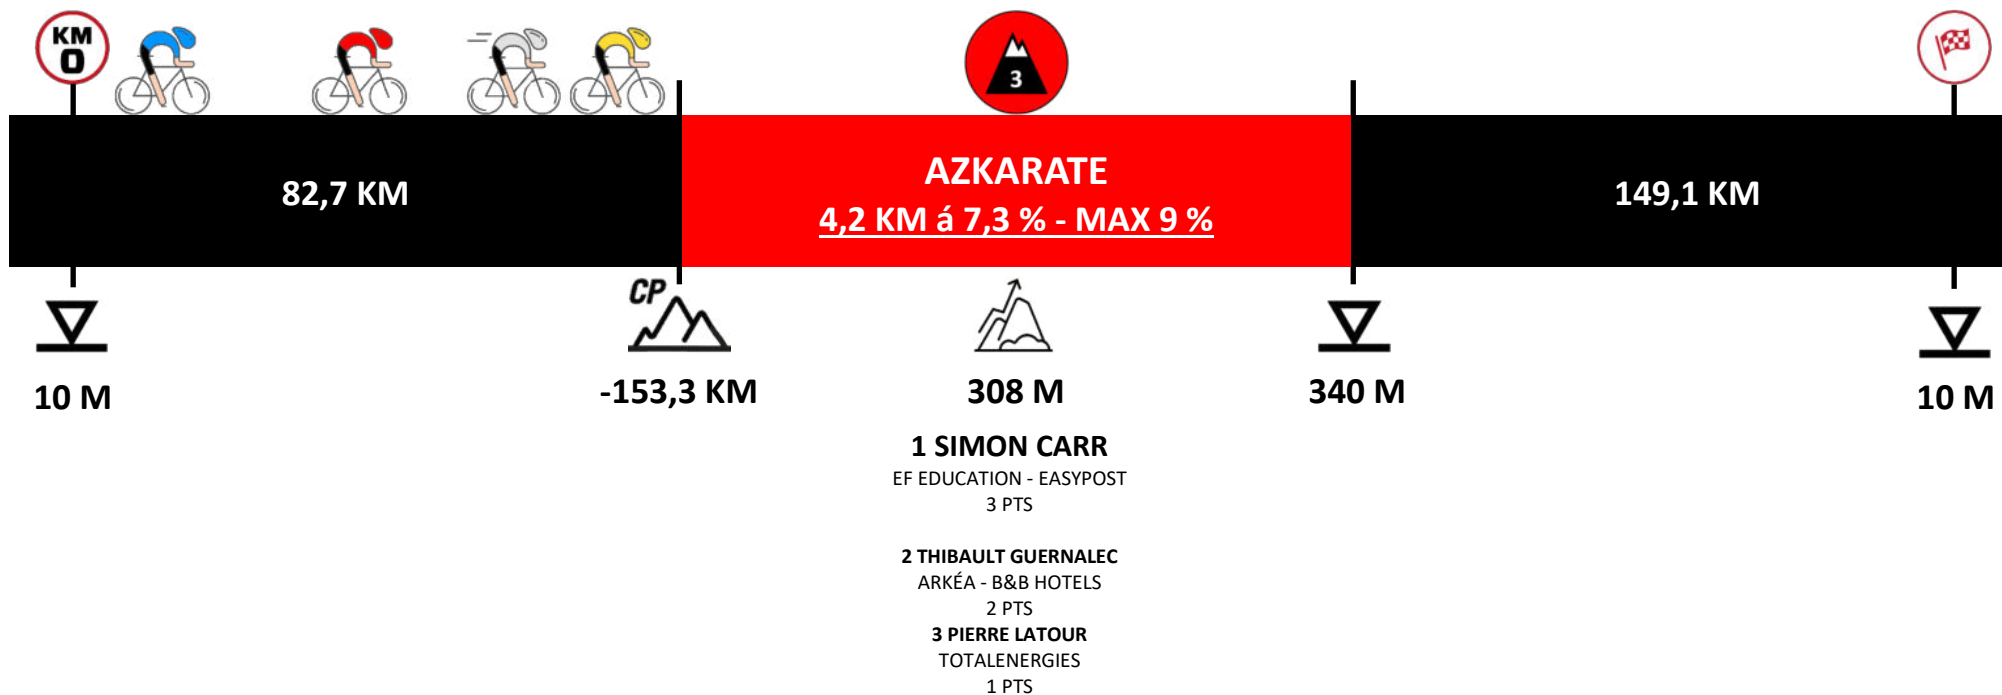 KM
0
3
82,7 KM
AZKARATE
4,2 KM á 7,3 % - MAX 9 %
149,1 KM
CP
10 M
-153,3 KM
308 M
340 M
10 M
1 SIMON CARR
EF EDUCATION - EASYPOST
3 PTS
2 THIBAULT GUERNALEC
ARKÉA - B&B HOTELS
2 PTS
3 PIERRE LATOUR
TOTALENERGIES
1 PTS